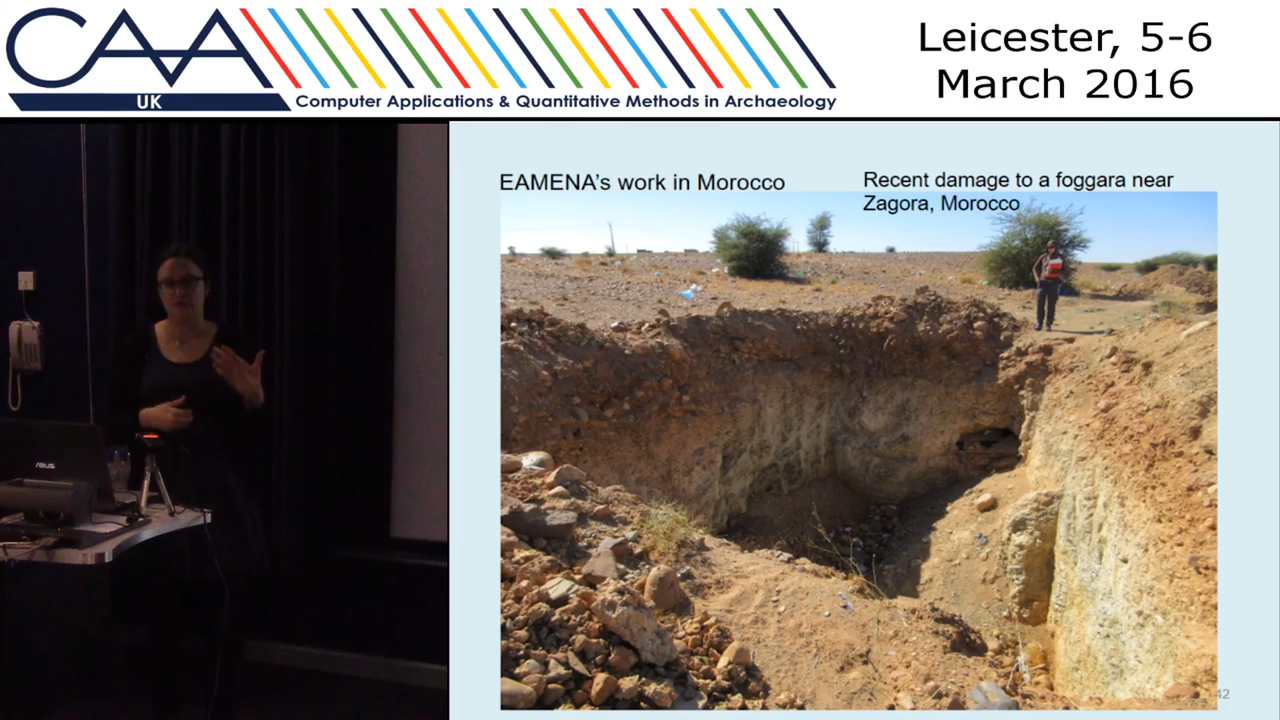 CAA
UK
Computer Applications & Quantitative Methods in Archaeology
Leicester, 5-6
March 2016
EAMENA's work in Morocco
Recent damage to a foggara near
Zagora, Morocco
ASUS
42